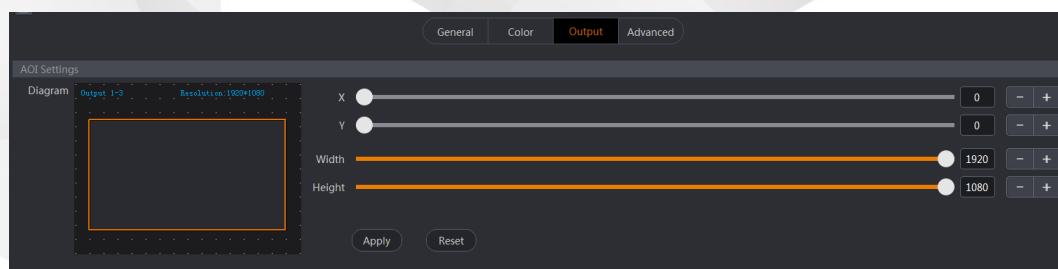 General Color Output Advanced
AOI Settings
Diagram
Output 1-3 Resolution:1920*1080
X 0 - +
Y 0 - +
Width 1920 - +
Height 1080 - +
Apply Reset